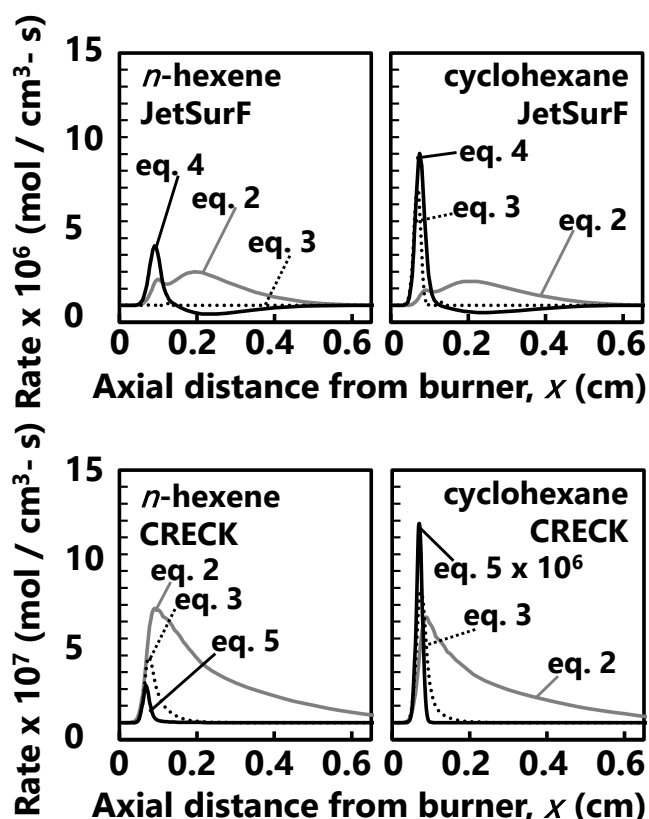 Rate x 10⁶ (mol / cm³- s)
15
10
5
0
n-hexene
JetSurF
eq. 4
eq. 2
eq. 3
0 0.2 0.4 0.6
cyclohexane
JetSurF
eq. 4
eq. 3
eq. 2
0 0.2 0.4 0.6
Axial distance from burner, x (cm)
Rate x 10⁷ (mol / cm³- s)
15
10
5
0
n-hexene
CRECK
eq. 2
eq. 3
eq. 5
0 0.2 0.4 0.6
cyclohexane
CRECK
eq. 5 x 10⁶
eq. 3
eq. 2
0 0.2 0.4 0.6
Axial distance from burner, x (cm)